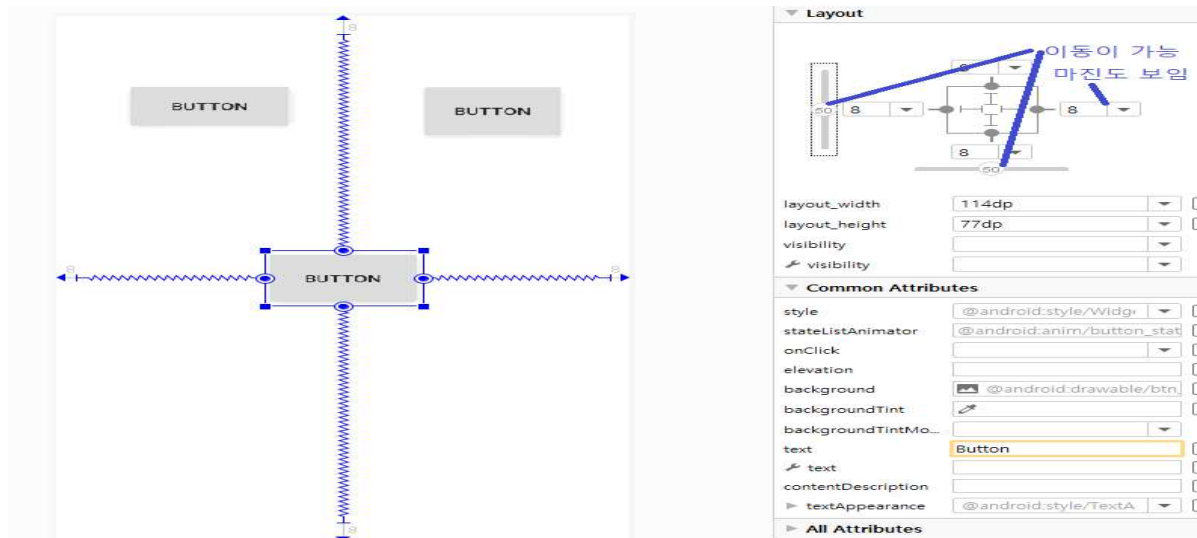 8
BUTTON
BUTTON
8
BUTTON
8
8
Layout
이동이 가능
마진도 보임
8
50
8
8
8
50
layout_width 114dp
layout_height 77dp
visibility
visibility
Common Attributes
style @android:style/Widg
stateListAnimator @android:anim/button_stat
onClick
elevation
background @android:drawable/btn_
backgroundTint
backgroundTintMo...
text Button
text
contentDescription
textAppearance @android:style/TextA
All Attributes